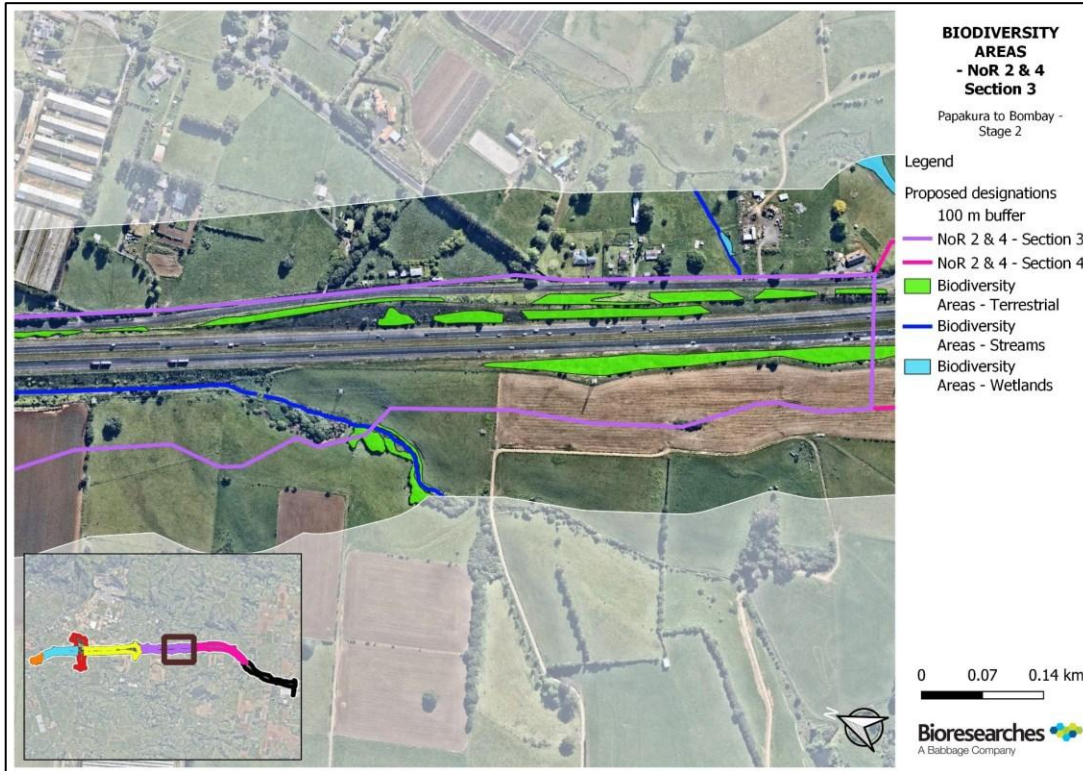 BIODIVERSITY
AREAS
- NoR 2 & 4
Section 3
Papakura to Bombay -
Stage 2
Legend
Proposed designations
100 m buffer
NoR 2 & 4 - Section 3
NoR 2 & 4 - Section 4
Biodiversity
Areas - Terrestrial
Biodiversity
Areas - Streams
Biodiversity
Areas - Wetlands
0 0.07 0.14 km
Bioresearches
A Babbage Company